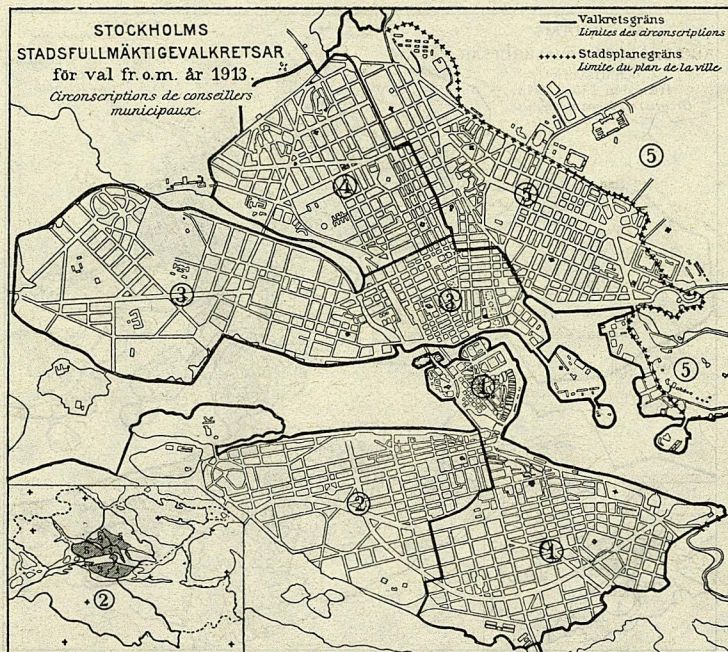 STOCKHOLMS
STADSFULLMÄKTIGEVALKRETSAR
för val fr.o.m. år 1913.
Circonscriptions de conseillers
municipaux.
Valkretsgräns
Limites des circonscriptions
Stadsplanegräns
Limite du plan de la ville
5
4
5
3
3
5
1
2
1
2